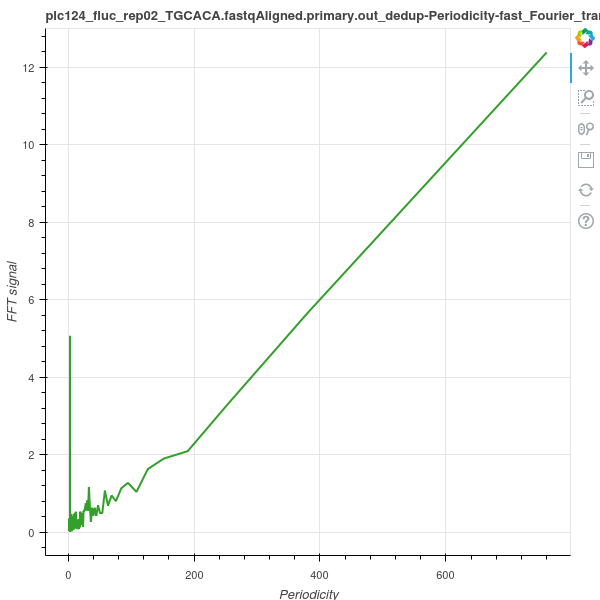 plc124_fluc_rep02_TGCACA.fastqAligned.primary.out_dedup-Periodicity-fast_Fourier_tra
12
10
8
6
4
2
0
FFT signal
0 200 400 600
Periodicity